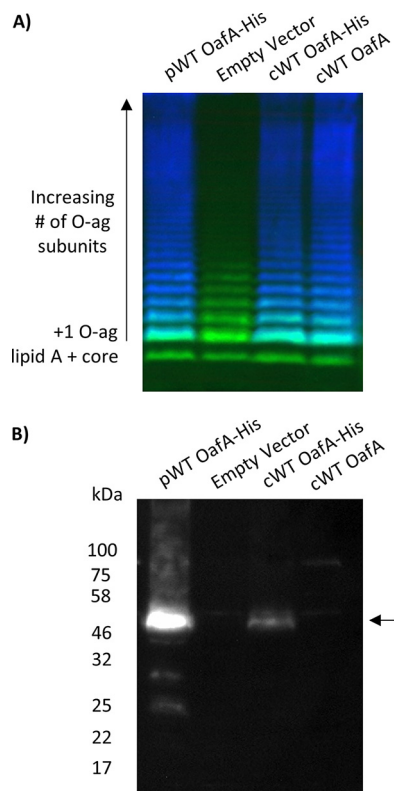 A)
pWT OafA-His
Empty Vector
cWT OafA-His
cWT OafA
Increasing
# of O-ag
subunits
+1 O-ag
lipid A + core
B)
pWT OafA-His
Empty Vector
cWT OafA-His
cWT OafA
kDa
100
75
58
46
32
25
22
17